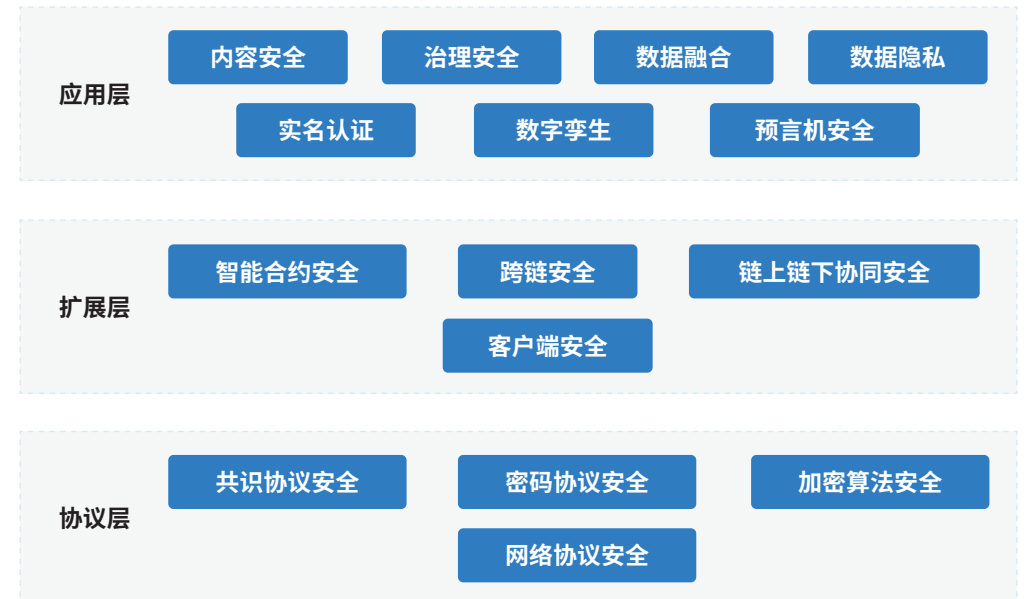 应用层
内容安全
治理安全
数据融合
数据隐私
实名认证
数字孪生
预言机安全
扩展层
智能合约安全
跨链安全
链上链下协同安全
客户端安全
协议层
共识协议安全
密码协议安全
加密算法安全
网络协议安全